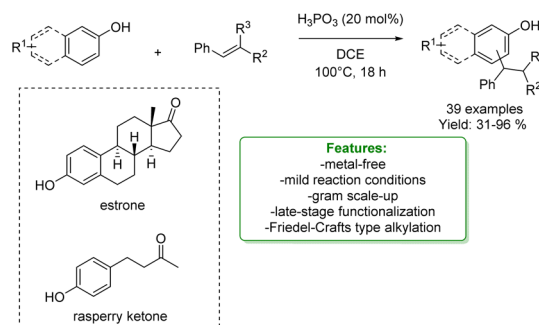 OH
R¹
+
Ph
R³
R²
H₃PO₃ (20 mol%)
DCE
100°C, 18 h
R¹
OH
Ph
R²
39 examples
Yield: 31-96 %
O
H
H
H
HO
estrone
O
HO
rasperry ketone
Features:
-metal-free
-mild reaction conditions
-gram scale-up
-late-stage functionalization
-Friedel-Crafts type alkylation